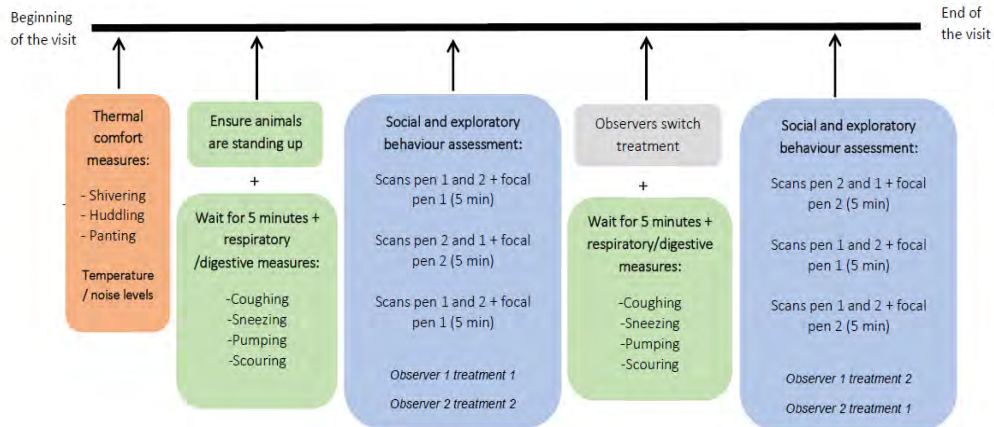 Beginning
of the visit
End of
the visit
Thermal
comfort
measures:
- Shivering
- Huddling
- Panting
Temperature
/ noise levels
Ensure animals
are standing up
+
Wait for 5 minutes +
respiratory
/digestive measures:
-Coughing
-Sneezing
-Pumping
-Scouring
Social and exploratory
behaviour assessment:
Scans pen 1 and 2 + focal
pen 1 (5 min)
Scans pen 2 and 1 + focal
pen 2 (5 min)
Scans pen 1 and 2 + focal
pen 1 (5 min)
Observer 1 treatment 1
Observer 2 treatment 2
Observers switch
treatment
+
Wait for 5 minutes +
respiratory/digestive
measures:
-Coughing
-Sneezing
-Pumping
-Scouring
Social and exploratory
behaviour assessment:
Scans pen 2 and 1 + focal
pen 2 (5 min)
Scans pen 1 and 2 + focal
pen 1 (5 min)
Scans pen 1 and 2 + focal
pen 2 (5 min)
Observer 1 treatment 2
Observer 2 treatment 1